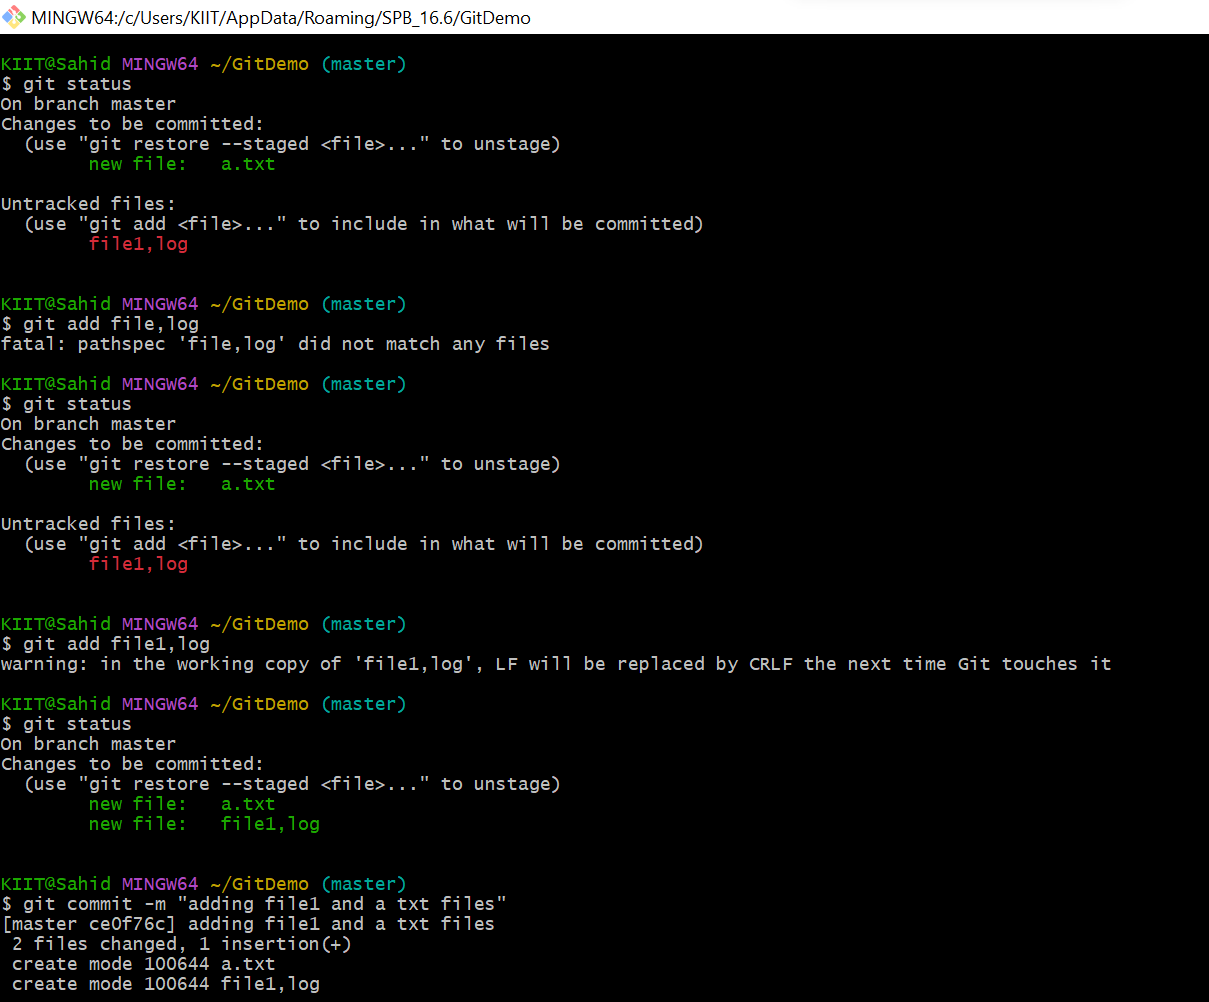 MINGW64:/c/Users/KIIT/AppData/Roaming/SPB_16.6/GitDemo
KIIT@Sahid MINGW64 ~/GitDemo (master)
$ git status
On branch master
Changes to be committed:
  (use "git restore --staged <file>..." to unstage)
        new file:   a.txt
Untracked files:
  (use "git add <file>..." to include in what will be committed)
        file1,log
KIIT@Sahid MINGW64 ~/GitDemo (master)
$ git add file,log
fatal: pathspec 'file,log' did not match any files
KIIT@Sahid MINGW64 ~/GitDemo (master)
$ git status
On branch master
Changes to be committed:
  (use "git restore --staged <file>..." to unstage)
        new file:   a.txt
Untracked files:
  (use "git add <file>..." to include in what will be committed)
        file1,log
KIIT@Sahid MINGW64 ~/GitDemo (master)
$ git add file1,log
warning: in the working copy of 'file1,log', LF will be replaced by CRLF the next time Git touches it
KIIT@Sahid MINGW64 ~/GitDemo (master)
$ git status
On branch master
Changes to be committed:
  (use "git restore --staged <file>..." to unstage)
        new file:   a.txt
        new file:   file1,log
KIIT@Sahid MINGW64 ~/GitDemo (master)
$ git commit -m "adding file1 and a txt files"
[master ce0f76c] adding file1 and a txt files
 2 files changed, 1 insertion(+)
 create mode 100644 a.txt
 create mode 100644 file1,log